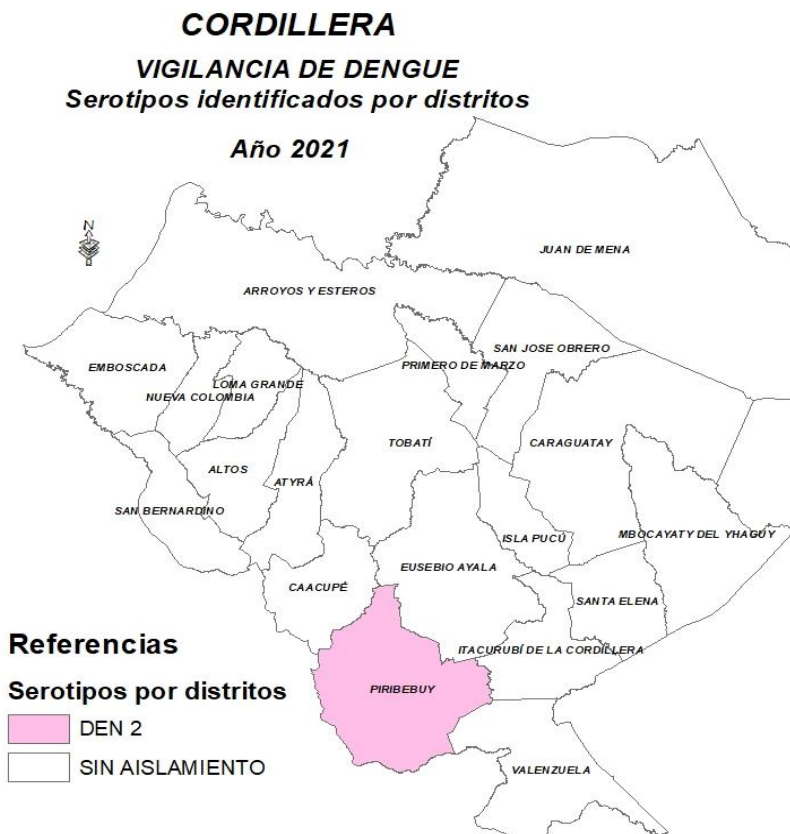 CORDILLERA
VIGILANCIA DE DENGUE
Serotipos identificados por distritos
Año 2021
N
JUAN DE MENA
ARROYOS Y ESTEROS
SAN JOSE OBRERO
PRIMERO DE MARZO
EMBOSCADA
LOMA GRANDE
NUEVA COLOMBIA
TOBATÍ
CARAGUATAY
ALTOS
ATYRÁ
SAN BERNARDINO
ISLA PUCÚ
MBOCAYATY DEL YHAGUY
EUSEBIO AYALA
CAACUPÉ
SANTA ELENA
ITACURUBÍ DE LA CORDILLERA
PIRIBEBUY
VALENZUELA
Referencias
Serotipos por distritos
DEN 2
SIN AISLAMIENTO